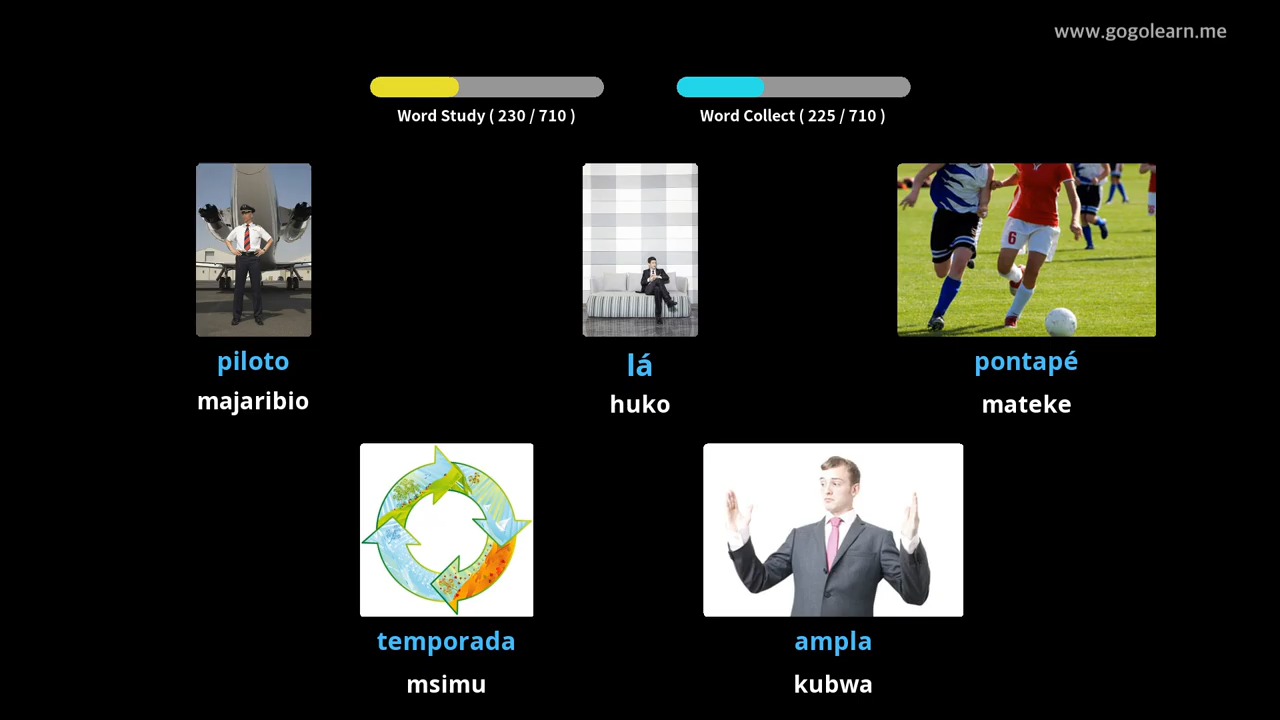 www.gogolearn.me
Word Study ( 230 / 710 )
Word Collect ( 225 / 710 )
piloto
majaribio
lá
huko
pontapé
mateke
6
temporada
msimu
ampla
kubwa